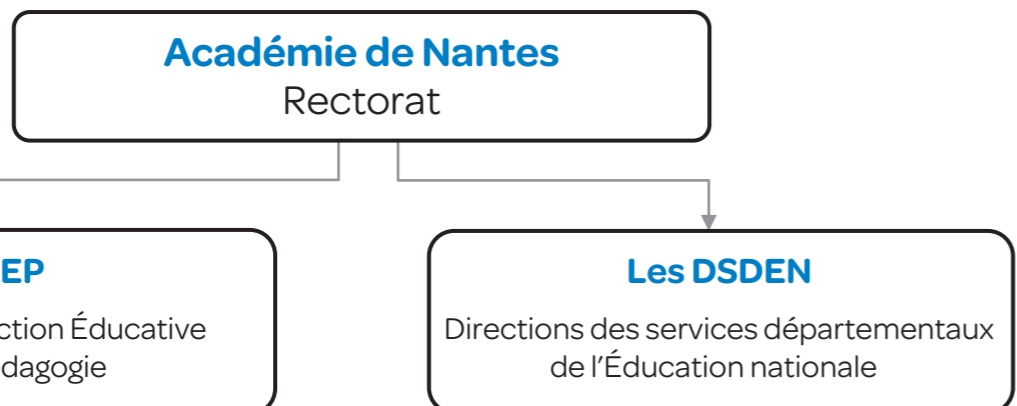 Académie de Nantes
Rectorat
EP
ction Éducative
dagogie
Les DSDEN
Directions des services départementaux
de l’Éducation nationale